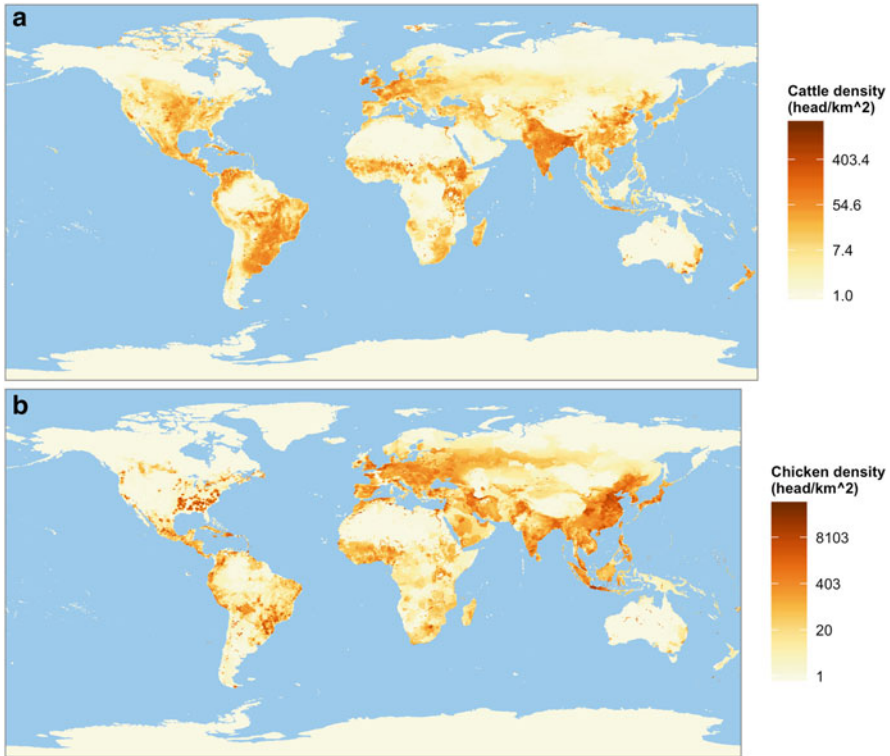 a
Cattle density
(head/km^2)
403.4
54.6
7.4
1.0
b
Chicken density
(head/km^2)
8103
403
20
1